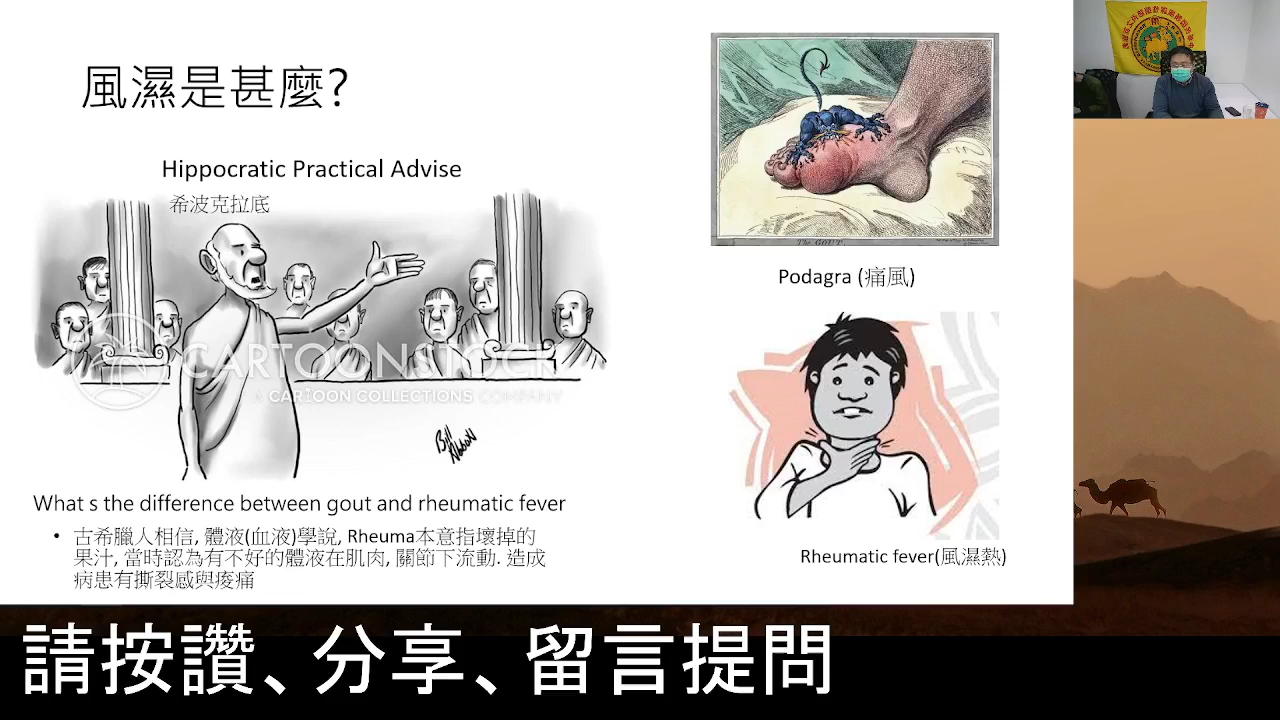 風濕是甚麼?
Hippocratic Practical Advise
希波克拉底
CARTOONSTOCK
A CARTOON COLLECTIONS COMPANY
What s the difference between gout and rheumatic fever
• 古希臘人相信, 體液(血液)學說, Rheuma本意指壞掉的
果汁, 當時認為有不好的體液在肌肉, 關節下流動. 造成
病患有撕裂感與痠痛
The GOUT.
Podagra (痛風)
Rheumatic fever(風濕熱)
請按讚、分享、留言提問